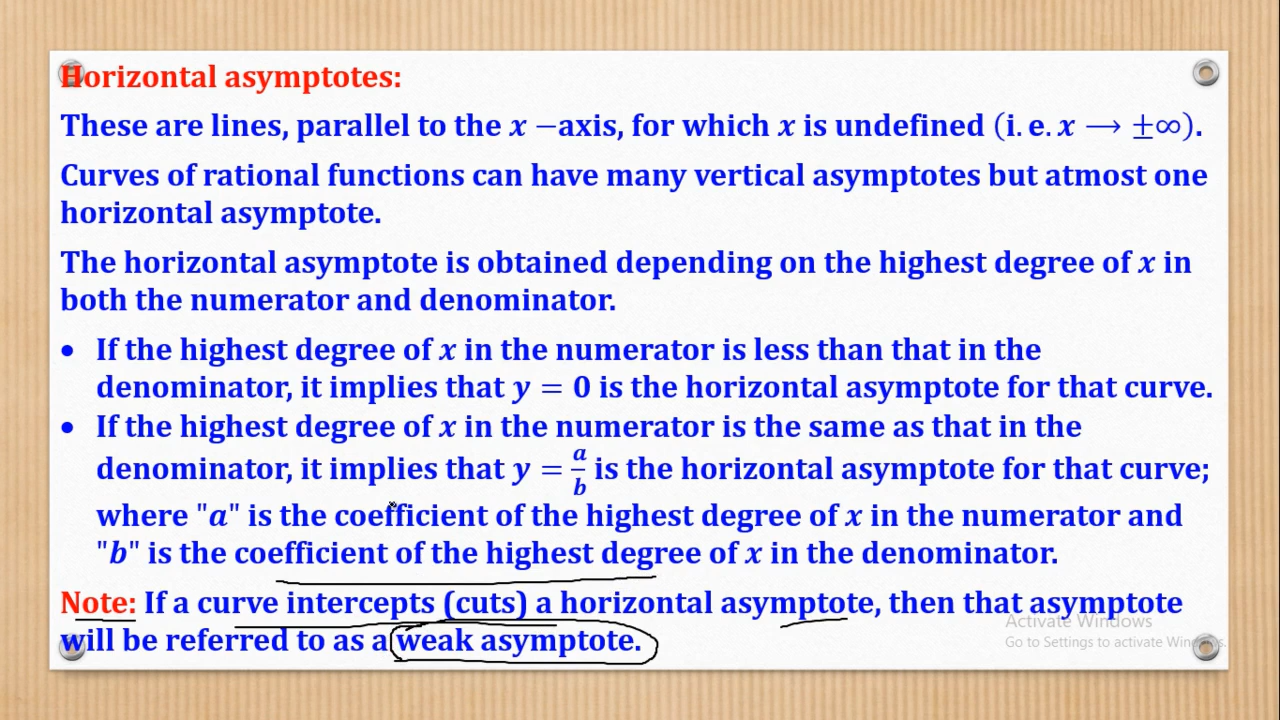 Horizontal asymptotes:
These are lines, parallel to the x −axis, for which x is undefined (i.e. x ⟶ ±∞).
Curves of rational functions can have many vertical asymptotes but atmost one
horizontal asymptote.
The horizontal asymptote is obtained depending on the highest degree of x in
both the numerator and denominator.
• If the highest degree of x in the numerator is less than that in the
denominator, it implies that y = 0 is the horizontal asymptote for that curve.
• If the highest degree of x in the numerator is the same as that in the
denominator, it implies that y = a/b is the horizontal asymptote for that curve;
where "a" is the coefficient of the highest degree of x in the numerator and
"b" is the coefficient of the highest degree of x in the denominator.
Note: If a curve intercepts (cuts) a horizontal asymptote, then that asymptote
will be referred to as a weak asymptote.
Activate Windows
Go to Settings to activate Windows.